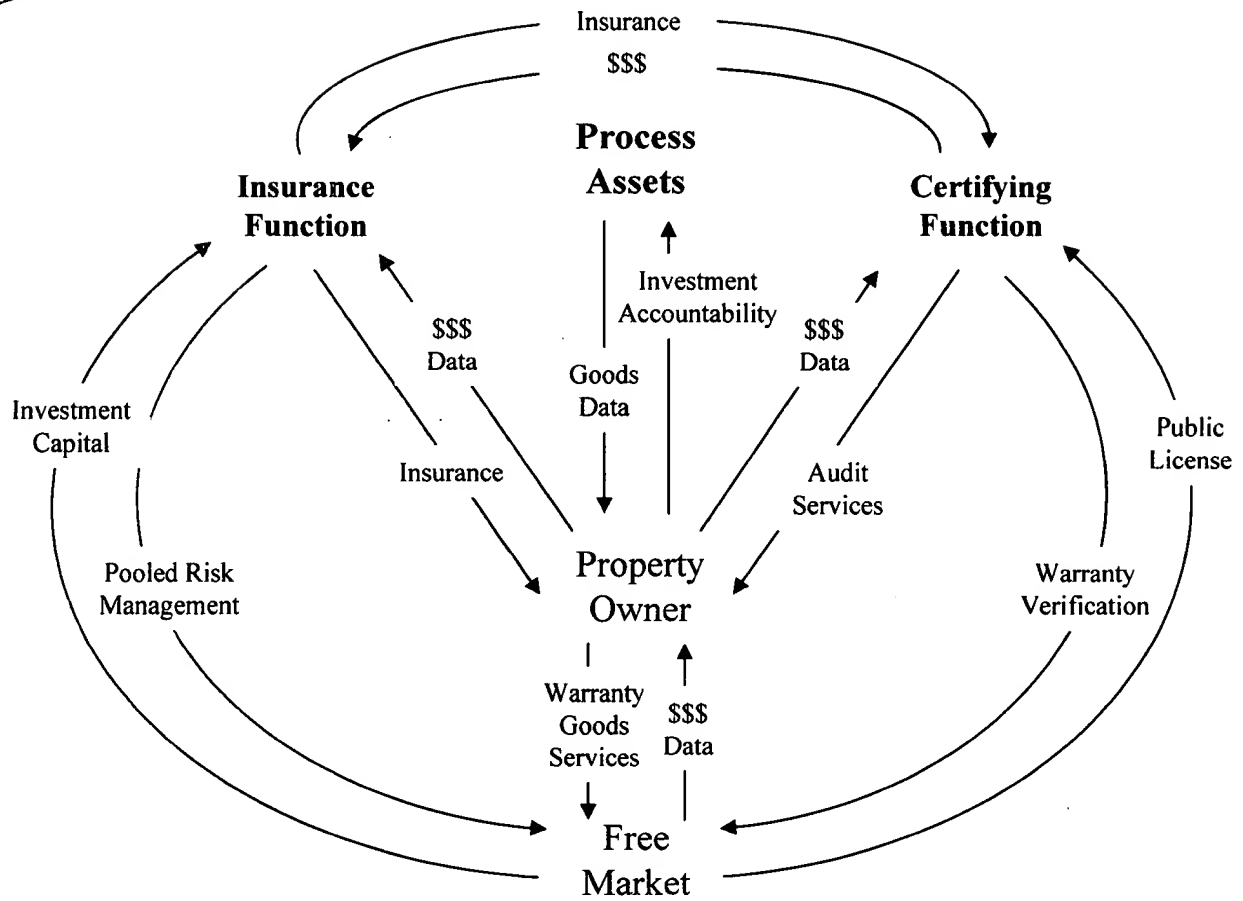 Insurance
$$$
Process
Assets
Insurance
Function
Certifying
Function
Investment
Accountability
$$$
Data
$$$
Data
Goods
Data
Investment
Capital
Public
License
Insurance
Audit
Services
Property
Owner
Pooled Risk
Management
Warranty
Verification
Warranty
Goods
Services
$$$
Data
Free
Market